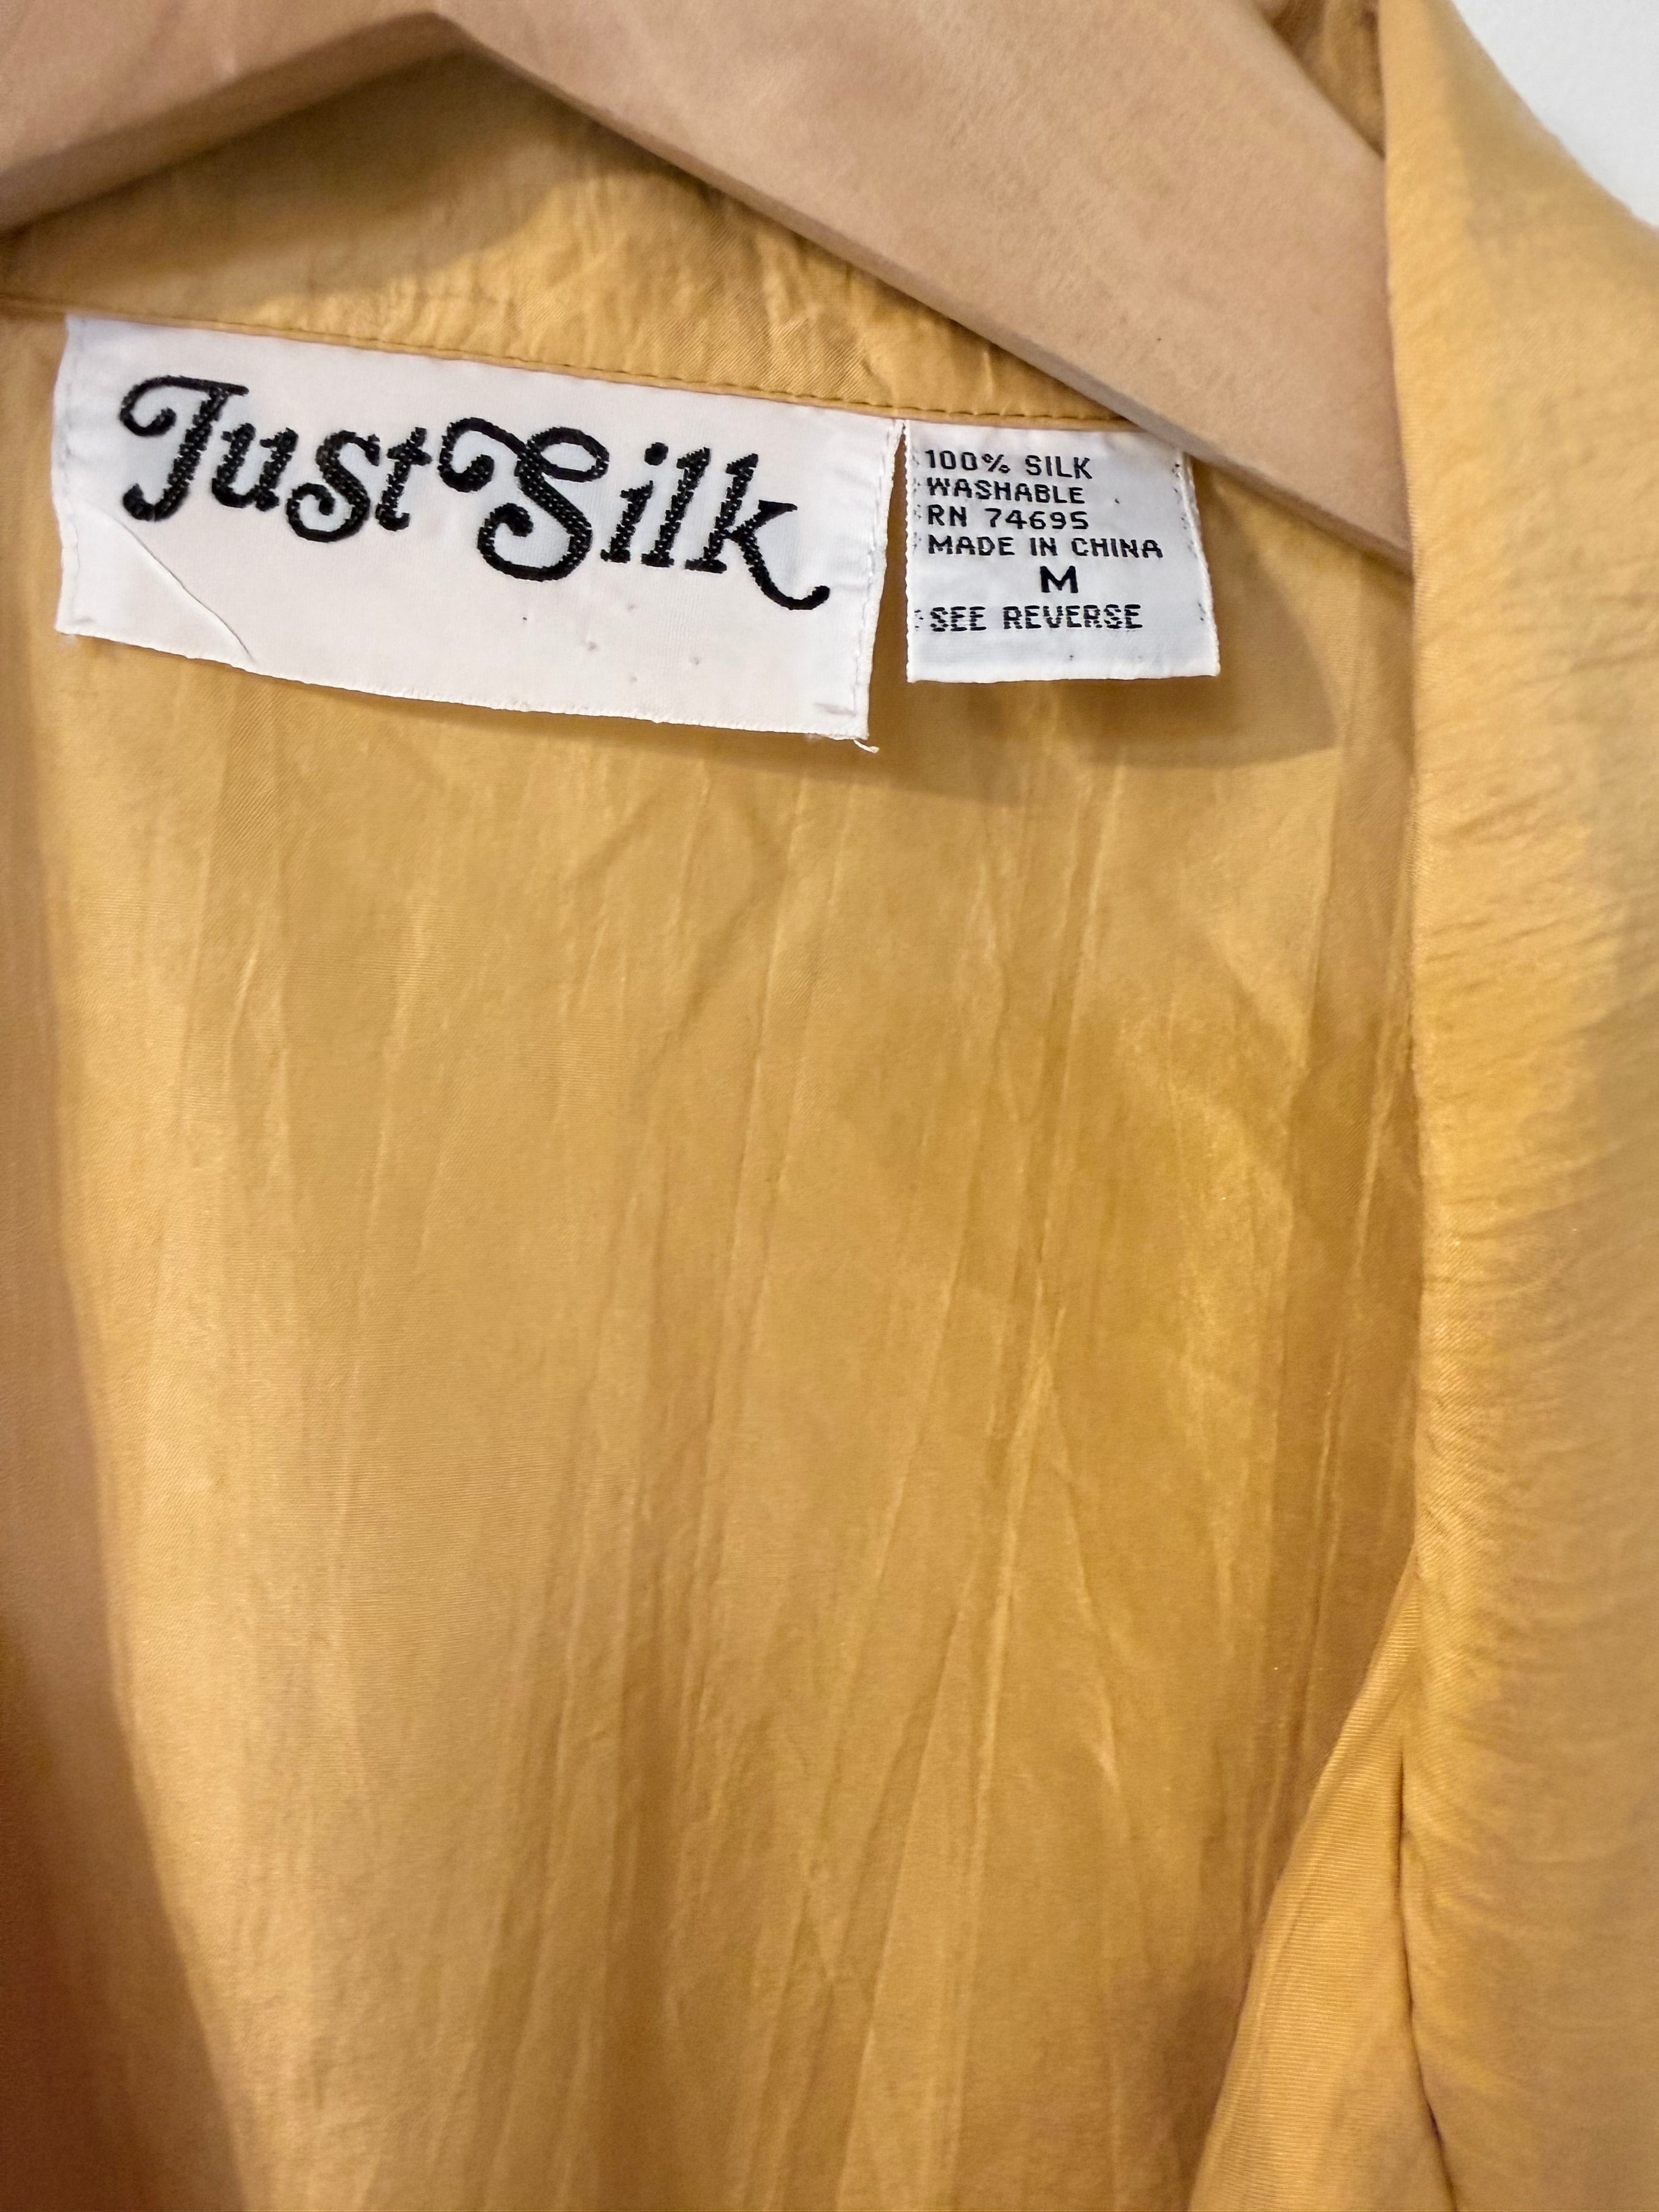 Just Silk
100% SILK
WASHABLE
RN 74695
MADE IN CHINA
M
SEE REVERSE